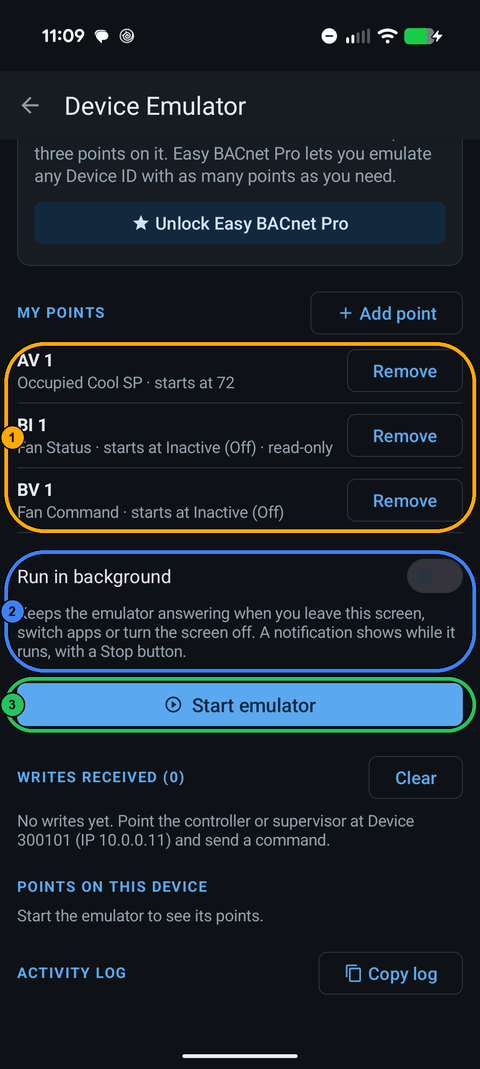 11:09
Device Emulator
three points on it. Easy BACnet Pro lets you emulate
any Device ID with as many points as you need.
★ Unlock Easy BACnet Pro
MY POINTS
+ Add point
AV 1
Occupied Cool SP · starts at 72
Remove
1
BI 1
Fan Status · starts at Inactive (Off) · read-only
Remove
BV 1
Fan Command · starts at Inactive (Off)
Remove
Run in background
2
Keeps the emulator answering when you leave this screen,
switch apps or turn the screen off. A notification shows while it
runs, with a Stop button.
3
Start emulator
WRITES RECEIVED (0)
Clear
No writes yet. Point the controller or supervisor at Device
300101 (IP 10.0.0.11) and send a command.
POINTS ON THIS DEVICE
Start the emulator to see its points.
ACTIVITY LOG
Copy log